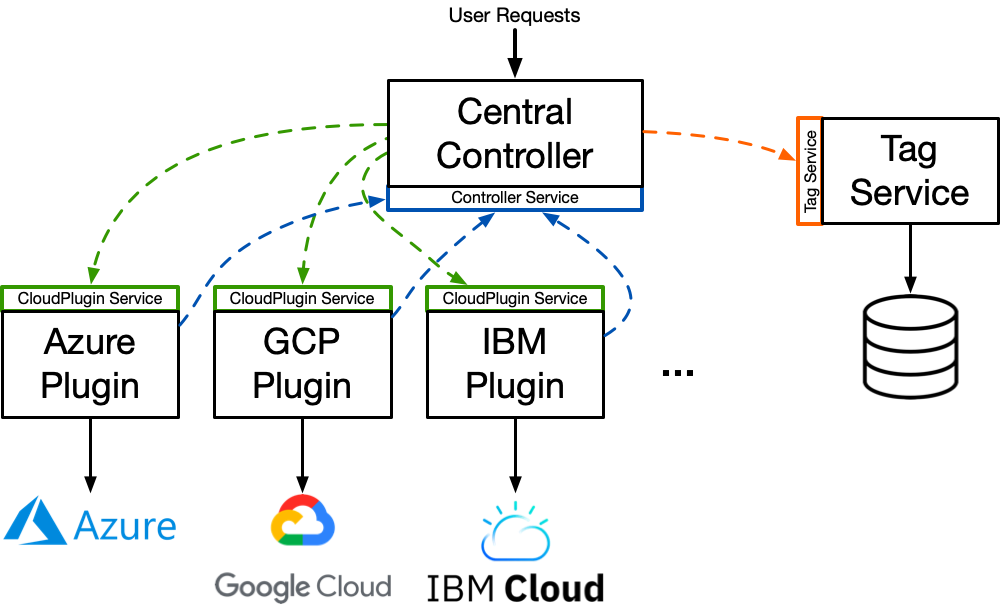 User Requests
Central
Controller
Controller Service
Tag Service
Tag
Service
CloudPlugin Service
Azure
Plugin
CloudPlugin Service
GCP
Plugin
CloudPlugin Service
IBM
Plugin
...
Azure
Google Cloud
IBM Cloud